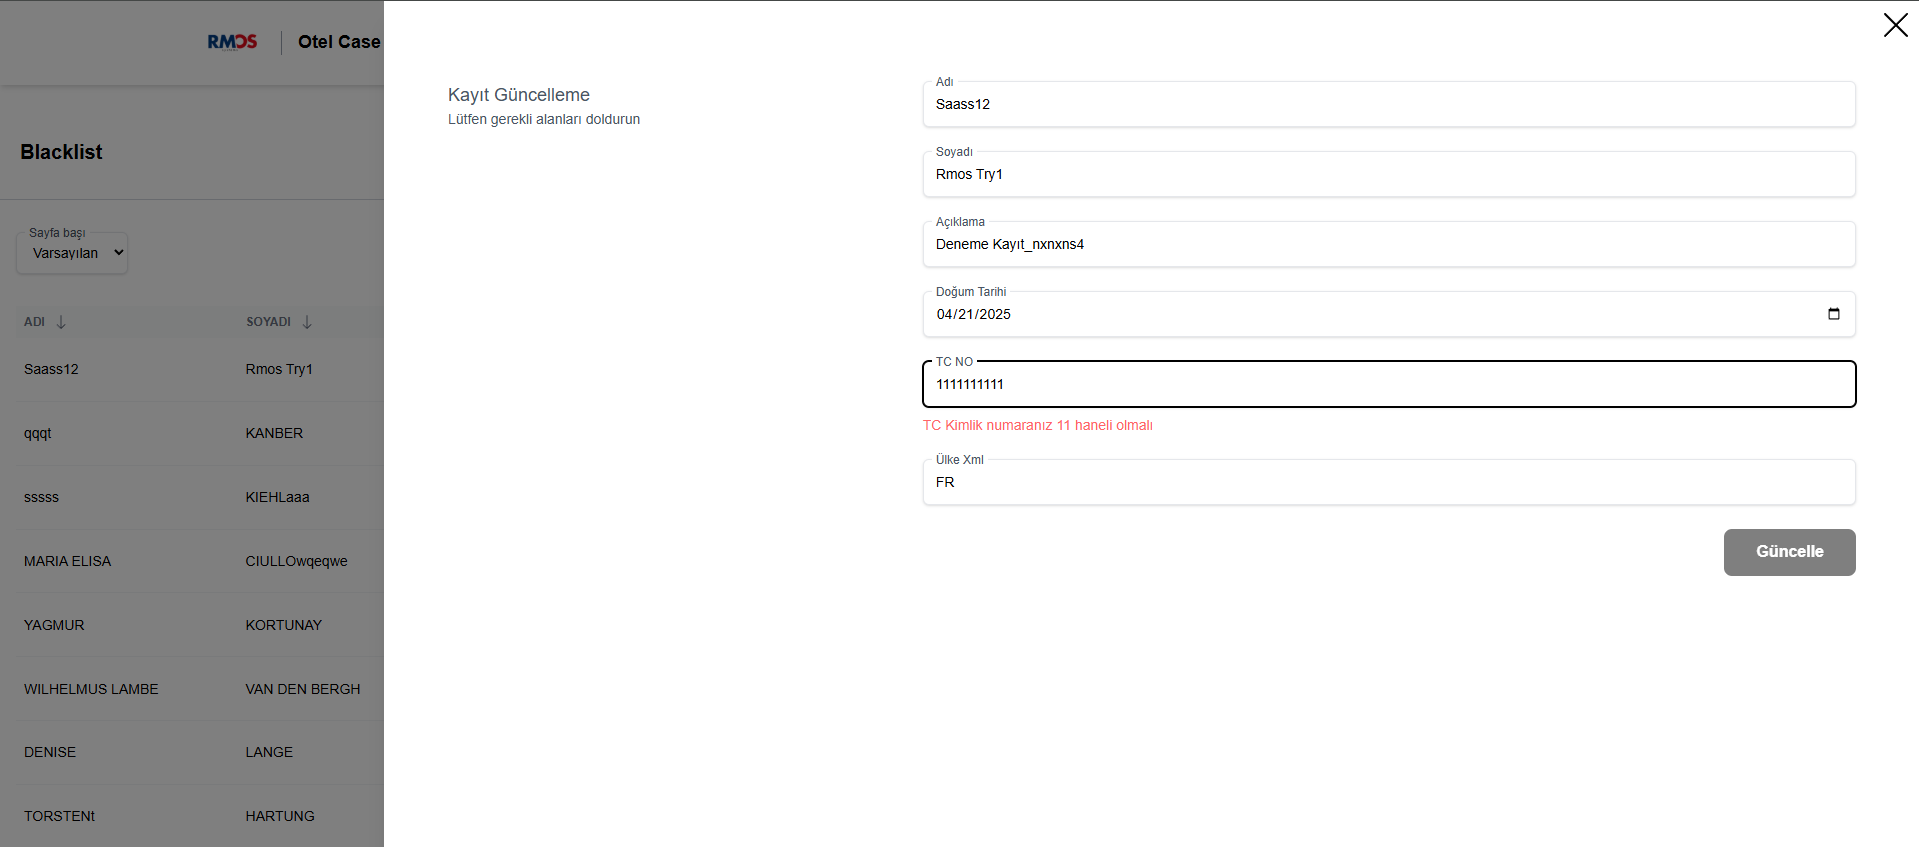 RMOS
Otel Case
Blacklist
Sayfa başı
Varsayılan
ADI SOYADI
Saass12 Rmos Try1
qqqt KANBER
sssss KIEHLaaa
MARIA ELISA CIULLOwqeqwe
YAGMUR KORTUNAY
WILHELMUS LAMBE VAN DEN BERGH
DENISE LANGE
TORSTENt HARTUNG
Kayıt Güncelleme
Lütfen gerekli alanları doldurun
Adı
Saass12
Soyadı
Rmos Try1
Açıklama
Deneme Kayıt_nxnxns4
Doğum Tarihi
04/21/2025
TC NO
1111111111
TC Kimlik numaranız 11 haneli olmalı
Ülke Xml
FR
Güncelle